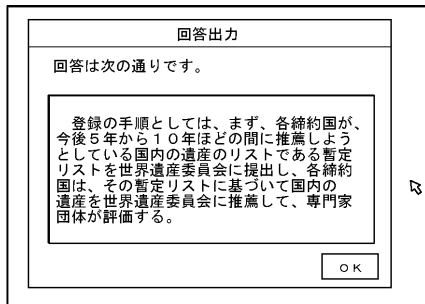 回答出力
回答は次の通りです。
登録の手順としては、まず、各締約国が、
今後５年から１０年ほどの間に推薦しよう
としている国内の遺産のリストである暫定
リストを世界遺産委員会に提出し、各締約
国は、その暫定リストに基づいて国内の
遺産を世界遺産委員会に推薦して、専門家
団体が評価する。
ＯＫ